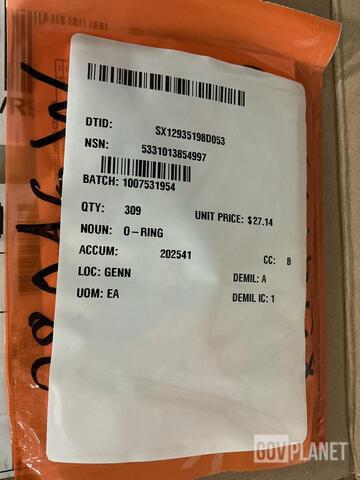 DTID: SX12935198D053
NSN: 5331013854997
BATCH: 1007531954
QTY: 309 UNIT PRICE: $27.14
NOUN: O-RING
ACCUM: 202541 CC: B
LOC: GENN DEMIL: A
UOM: EA DEMIL IC: 1
GOVPLANET